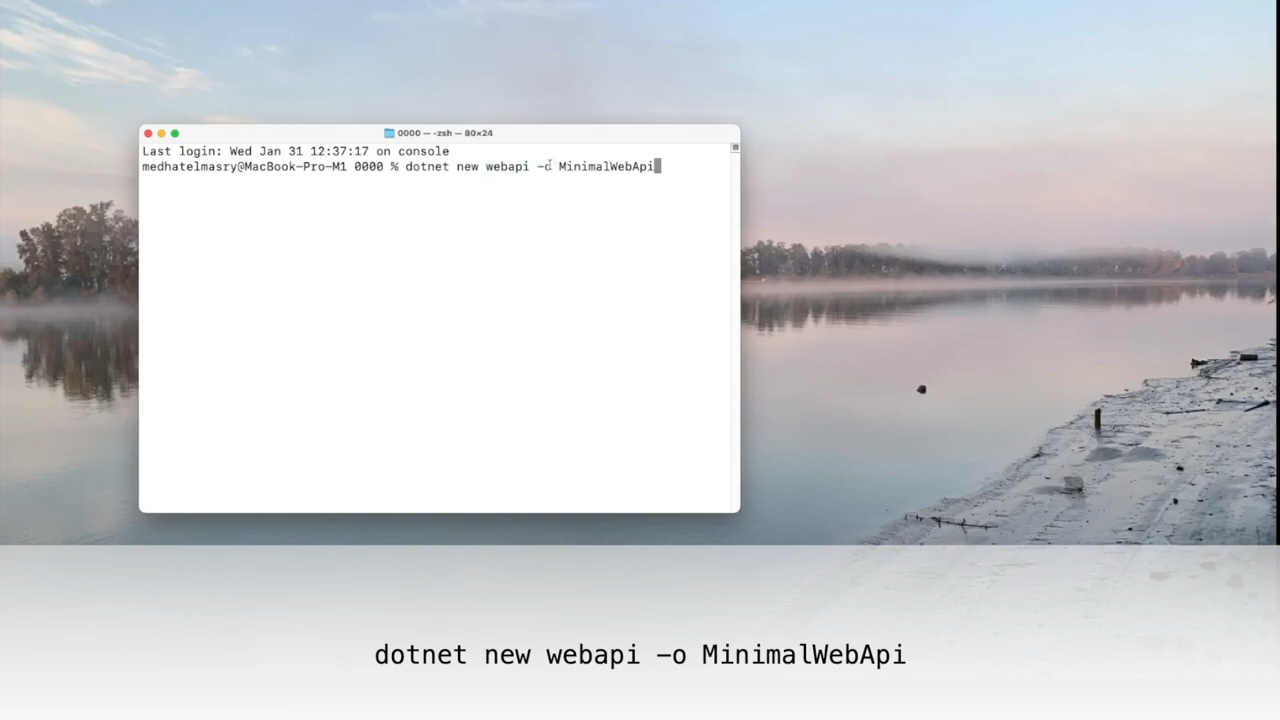 0000 — -zsh — 80×24
Last login: Wed Jan 31 12:37:17 on console
medhatelmasry@MacBook-Pro-M1 0000 % dotnet new webapi -o MinimalWebApi
dotnet new webapi -o MinimalWebApi